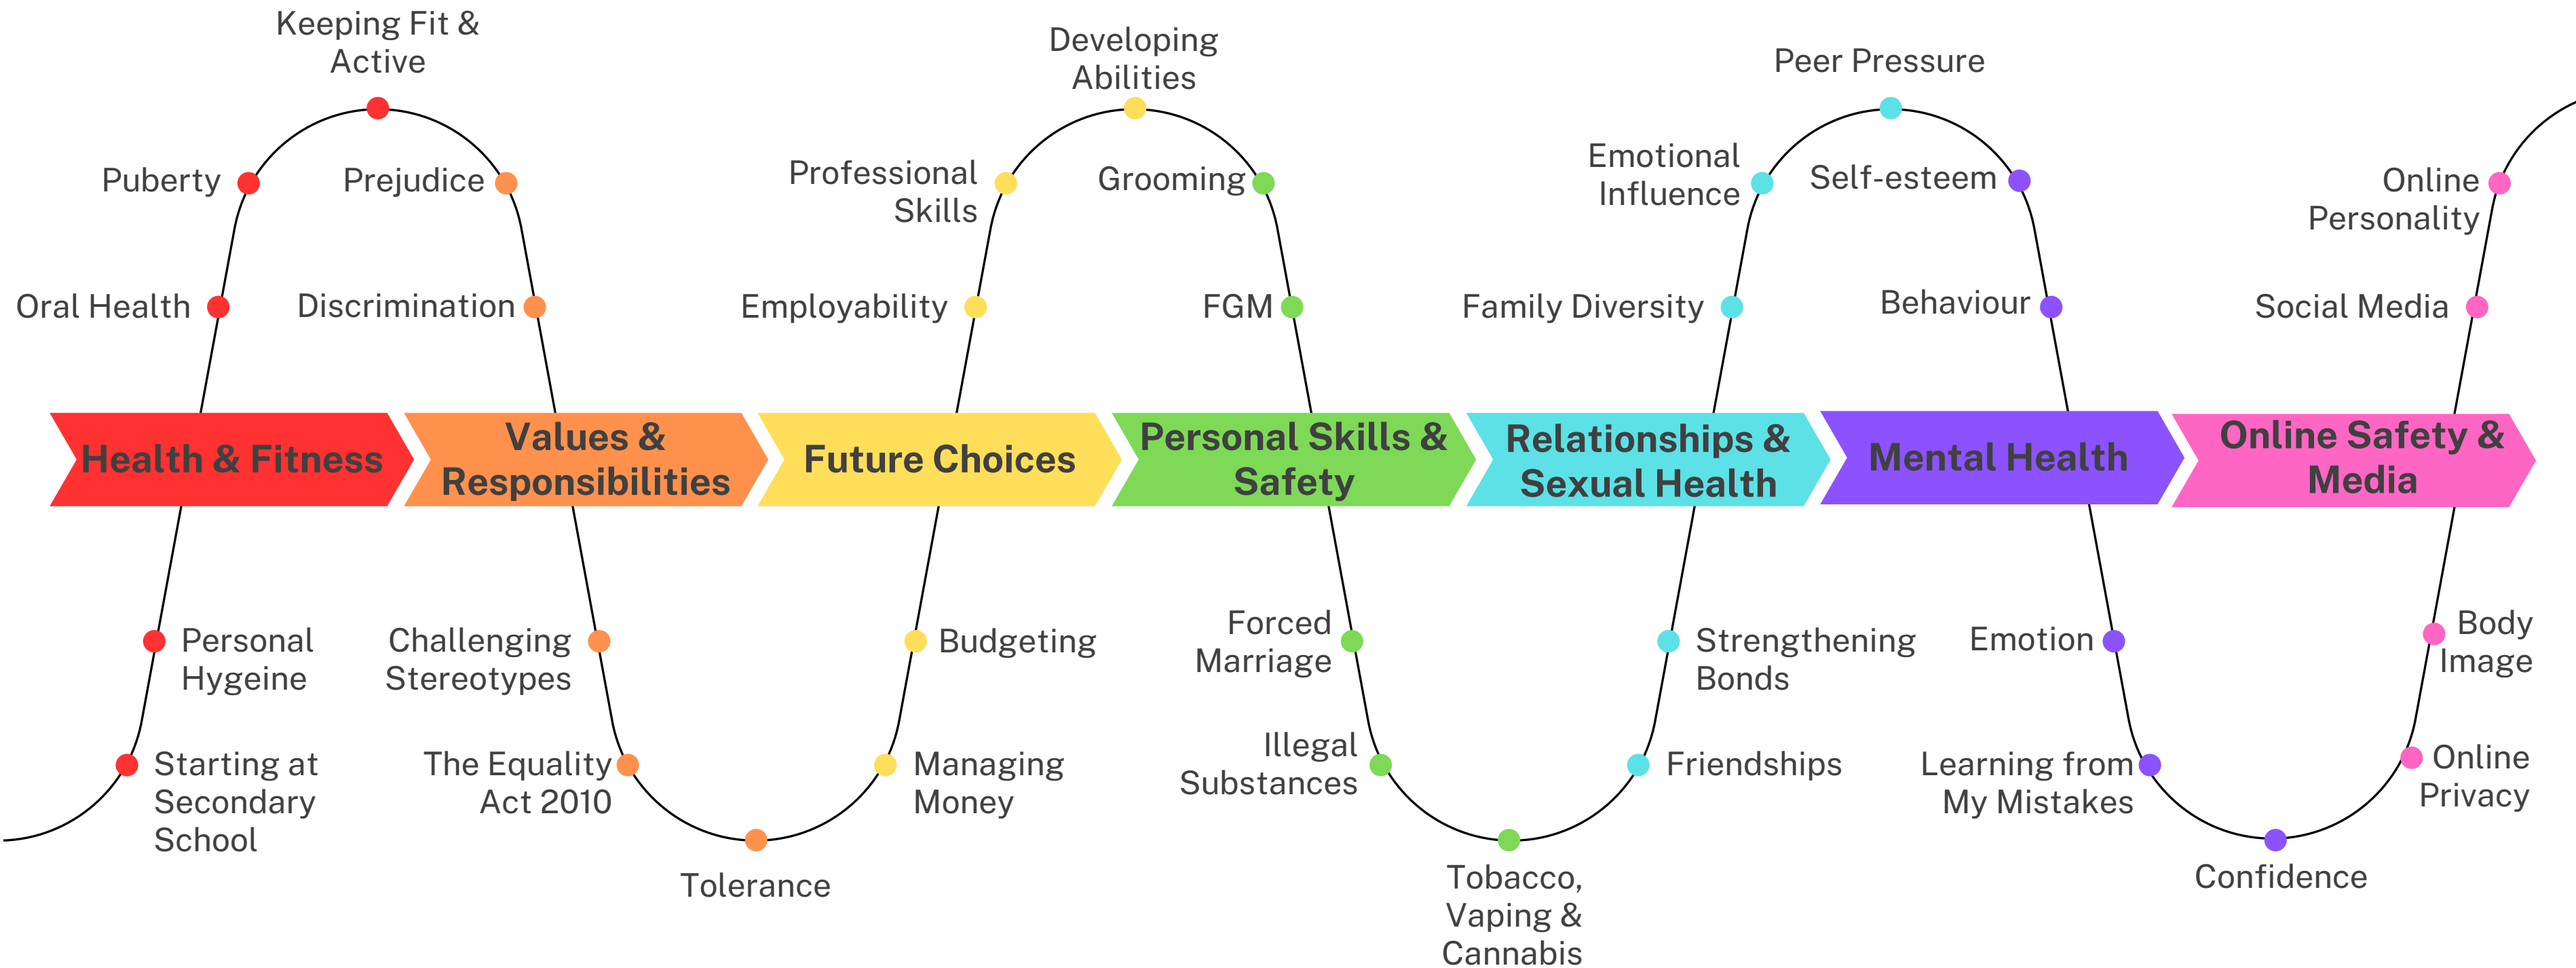 Keeping Fit &
Active
Puberty
Oral Health
Health & Fitness
Personal
Hygeine
Starting at
Secondary
School
Prejudice
Discrimination
Values &
Responsibilities
Challenging
Stereotypes
The Equality
Act 2010
Tolerance
Developing
Abilities
Professional
Skills
Employability
Future Choices
Budgeting
Managing
Money
Grooming
FGM
Personal Skills &
Safety
Forced
Marriage
Illegal
Substances
Tobacco,
Vaping &
Cannabis
Peer Pressure
Emotional
Influence
Family Diversity
Relationships &
Sexual Health
Strengthening
Bonds
Friendships
Self-esteem
Behaviour
Mental Health
Emotion
Learning from
My Mistakes
Confidence
Online
Personality
Social Media
Online Safety &
Media
Body
Image
Online
Privacy